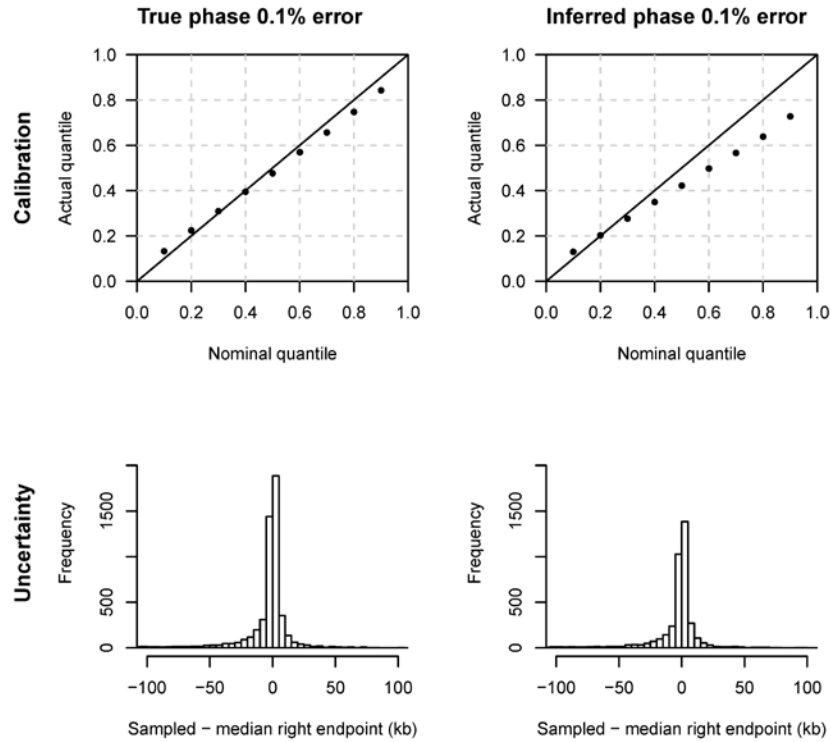 True phase 0.1% error
Inferred phase 0.1% error
Calibration
Actual quantile
1.0
0.8
0.6
0.4
0.2
0.0
0.0 0.2 0.4 0.6 0.8 1.0
Nominal quantile
Actual quantile
1.0
0.8
0.6
0.4
0.2
0.0
0.0 0.2 0.4 0.6 0.8 1.0
Nominal quantile
Uncertainty
Frequency
1500
500
0
−100 −50 0 50 100
Sampled − median right endpoint (kb)
Frequency
1500
500
0
−100 −50 0 50 100
Sampled − median right endpoint (kb)